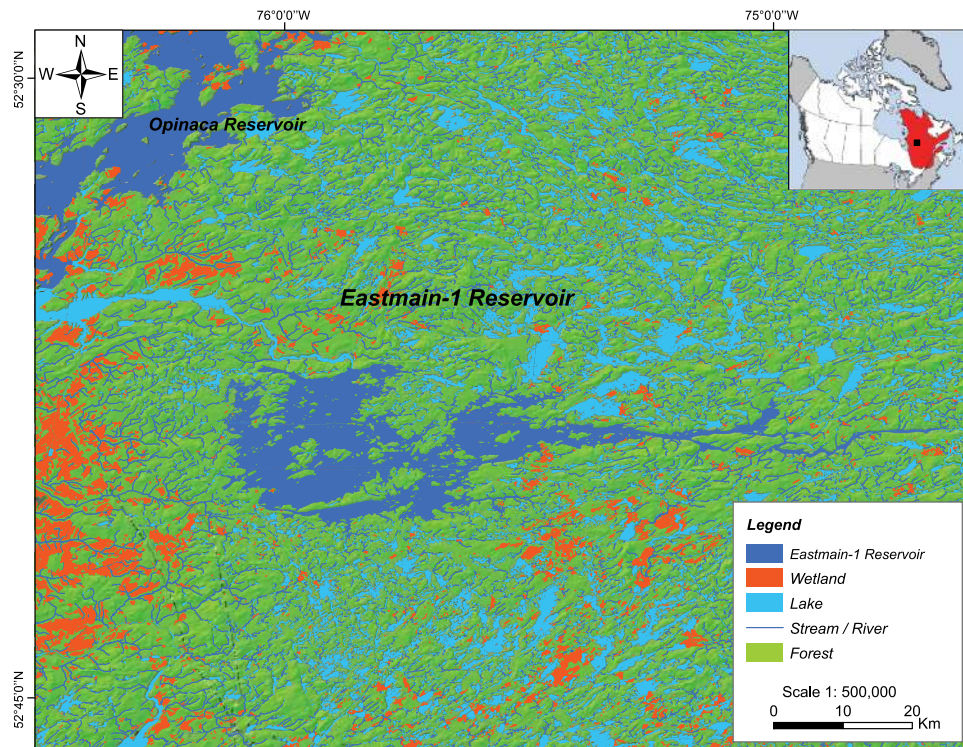 76°0'0"W
75°0'0"W
52°30'0"N
N
W
E
S
Opinaca Reservoir
Eastmain-1 Reservoir
52°45'0"N
Legend
Eastmain-1 Reservoir
Wetland
Lake
Stream / River
Forest
Scale 1: 500,000
0 10 20
Km